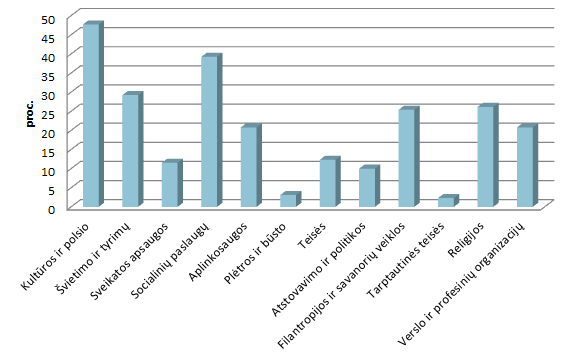 50
45
40
35
30
25
20
15
10
5
0
proc.
Kultūros ir polsio
Švietimo ir tyrimų
Sveikatos apsaugos
Socialinių paslaugų
Aplinkosaugos
Plėtros ir būsto
Teisės
Atstovavimo ir politikos
Filantropijos ir savanorių veiklos
Tarptautinės teisės
Religijos
Verslo ir profesinių organizacijų